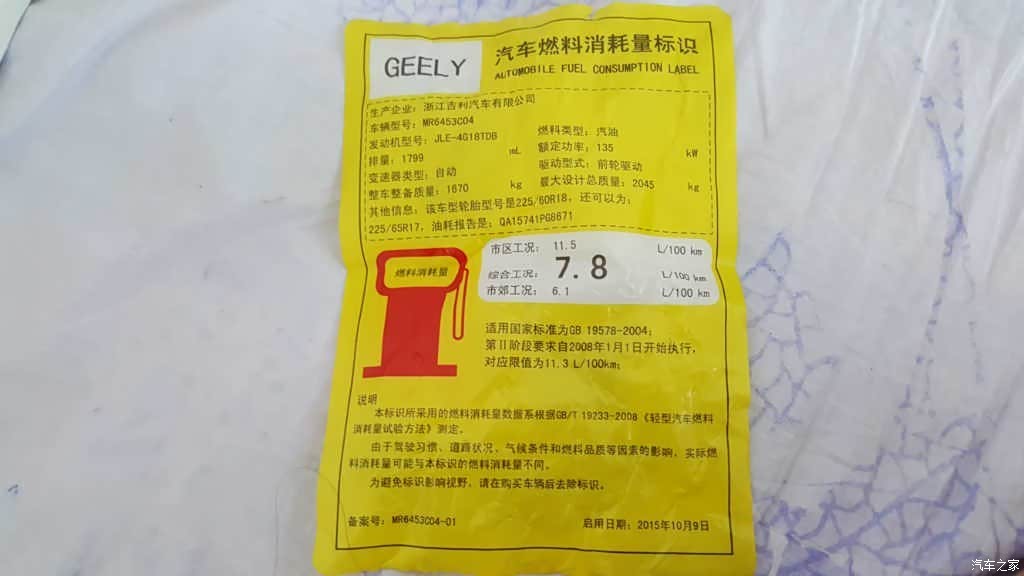 GEELY
汽车燃料消耗量标识
AUTOMOBILE FUEL CONSUMPTION LABEL
生产企业：浙江吉利汽车有限公司
车辆型号：MR6453C04
发动机型号：JLE-4G18TDB 燃料类型：汽油
排量：1799 mL 额定功率：135 kW
变速器类型：自动 驱动型式：前轮驱动
整车整备质量：1670 kg 最大设计总质量：2045 kg
其他信息：该车型轮胎型号是225/60R18，还可以为：
225/65R17，油耗报告是：QA15741PG8671
燃料消耗量
市区工况： 11.5 L/100 km
综合工况： 7.8 L/100 km
市郊工况： 6.1 L/100 km
适用国家标准为GB 19578-2004；
第Ⅱ阶段要求自2008年1月1日开始执行，
对应限值为11.3 L/100km；
说明
本标识所采用的燃料消耗量数据系根据GB/T 19233-2008《轻型汽车燃料
消耗量试验方法》测定。
由于驾驶习惯、道路状况、气候条件和燃料品质等因素的影响，实际燃
料消耗量可能与本标识的燃料消耗量不同。
为避免标识影响视野，请在购买车辆后去除标识。
备案号：MR6453C04-01 启用日期：2015年10月9日
汽车之家